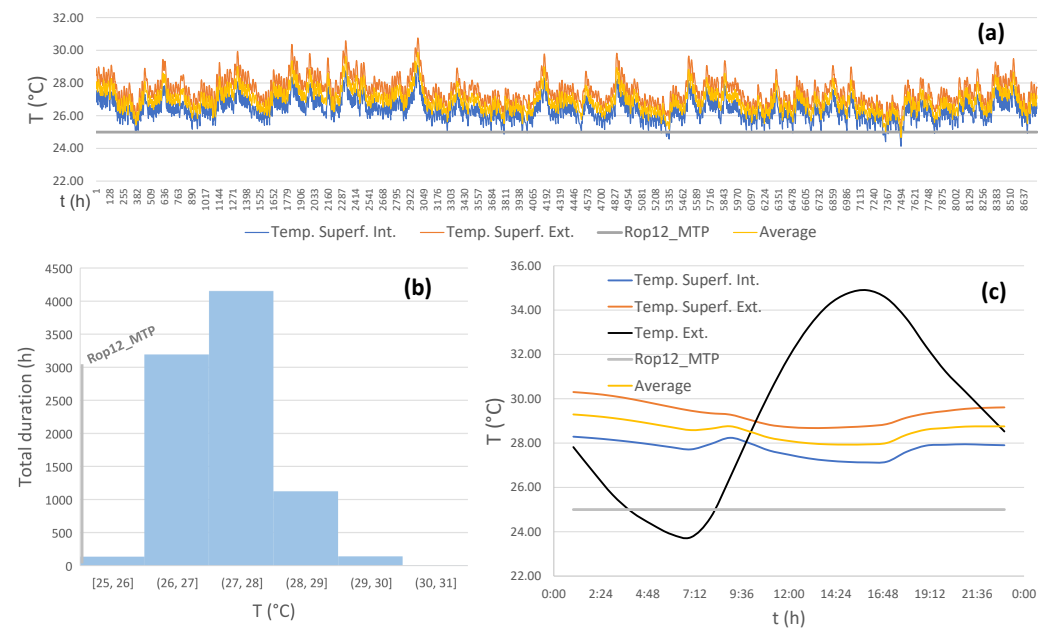 32.00
(a)
30.00
28.00
26.00
24.00
22.00
T (°C)
1 128 255 382 509 636 763 890 1017 1144 1271 1398 1525 1652 1779 1906 2033 2160 2287 2414 2541 2668 2795 2922 3049 3176 3303 3430 3557 3684 3811 3938 4065 4192 4319 4446 4573 4700 4827 4954 5081 5208 5335 5462 5589 5716 5843 5970 6097 6224 6351 6478 6605 6732 6859 6986 7113 7240 7367 7494 7621 7748 7875 8002 8129 8256 8383 8510 8637
t (h)
Temp. Superf. Int. Temp. Superf. Ext. Rop12_MTP Average
(b)
4500
4000
3500
3000
2500
2000
1500
1000
500
0
Total duration (h)
Rop12_MTP
[25, 26] (26, 27] (27, 28] (28, 29] (29, 30] (30, 31]
T (°C)
(c)
36.00
34.00
32.00
30.00
28.00
26.00
24.00
22.00
T (°C)
Temp. Superf. Int.
Temp. Superf. Ext.
Temp. Ext.
Rop12_MTP
Average
0:00 2:24 4:48 7:12 9:36 12:00 14:24 16:48 19:12 21:36 0:00
t (h)